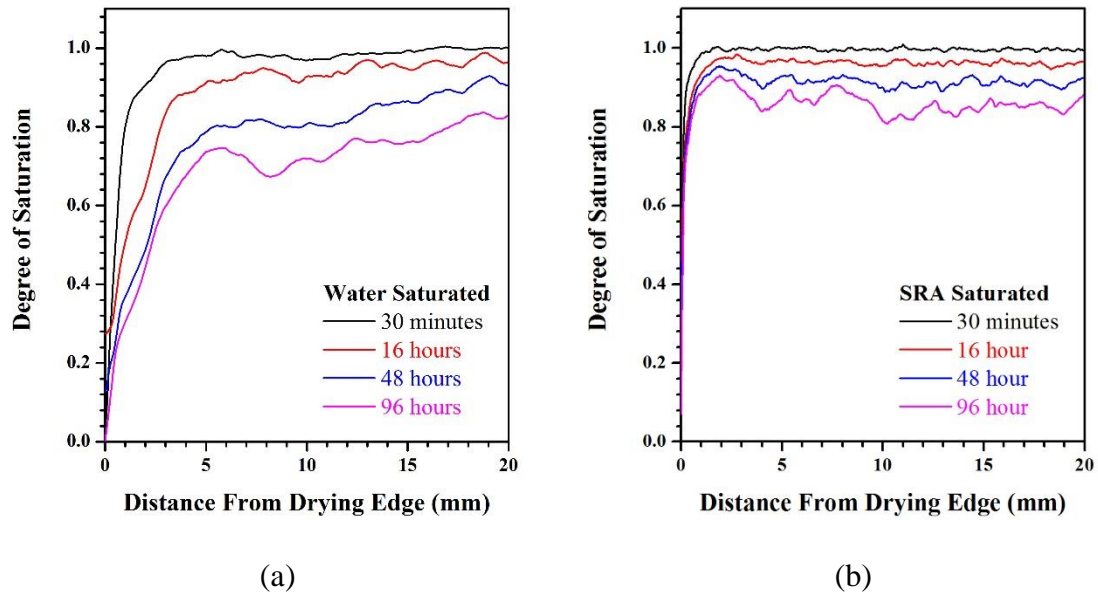 Degree of Saturation
1.0
0.8
0.6
0.4
0.2
0.0
Water Saturated
30 minutes
16 hours
48 hours
96 hours
0 5 10 15 20
Distance From Drying Edge (mm)
(a)
Degree of Saturation
1.0
0.8
0.6
0.4
0.2
0.0
SRA Saturated
30 minutes
16 hour
48 hour
96 hour
0 5 10 15 20
Distance From Drying Edge (mm)
(b)